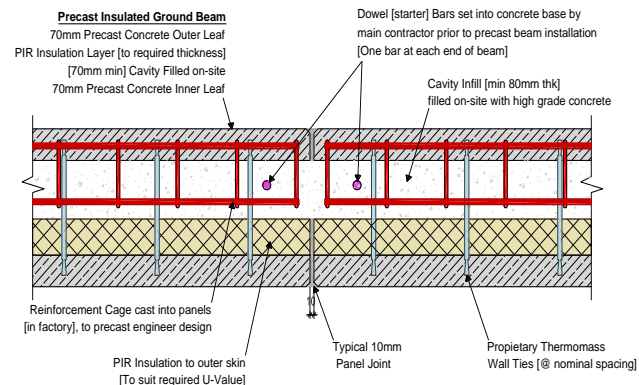 Precast Insulated Ground Beam
70mm Precast Concrete Outer Leaf
PIR Insulation Layer [to required thickness]
[70mm min] Cavity Filled on-site
70mm Precast Concrete Inner Leaf
Dowel [starter] Bars set into concrete base by
main contractor prior to precast beam installation
[One bar at each end of beam]
Cavity Infill [min 80mm thk]
filled on-site with high grade concrete
Reinforcement Cage cast into panels
[in factory], to precast engineer design
PIR Insulation to outer skin
[To suit required U-Value]
10
Typical 10mm
Panel Joint
Propietary Thermomass
Wall Ties [@ nominal spacing]